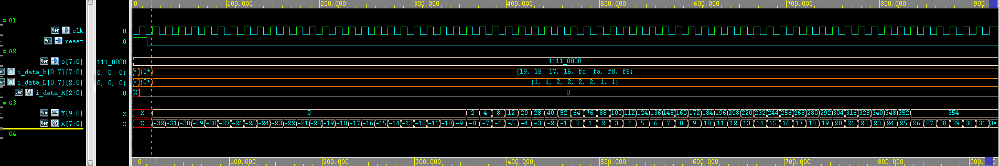 0 100,000 200,000 300,000 400,000 500,000 600,000 700,000 800,000 900,
G1
Ver clk 0
Ver reset 0
G2
Ver s[7:0] 111_0000 1111_0000
er A i_data_b[0:7][7:0] 0, 0, 0} * {0* {19, 18, 17, 16, fc, fa, f8, f6}
er A i_data_L[0:7][2:0] 0, 0, 0} * {0* {1, 1, 2, 2, 2, 2, 1, 1}
Ver i_data_R[2:0] 0 X 0
G3
Ver NET Y[9:0] X X 0 2 4 8 12 20 28 40 52 64 76 88 100 112 124 136 148 160 172 184 196 208 220 232 244 256 268 280 292 304 316 328 340 348 352 354
Ver x[7:0] X X -32 -31 -30 -29 -28 -27 -26 -25 -24 -23 -22 -21 -20 -19 -18 -17 -16 -15 -14 -13 -12 -11 -10 -9 -8 -7 -6 -5 -4 -3 -2 -1 0 1 2 3 4 5 6 7 8 9 10 11 12 13 14 15 16 17 18 19 20 21 22 23 24 25 26 27 28 29 30 31 3*
G4
0 100,000 200,000 300,000 400,000 500,000 600,000 700,000 800,000 900,